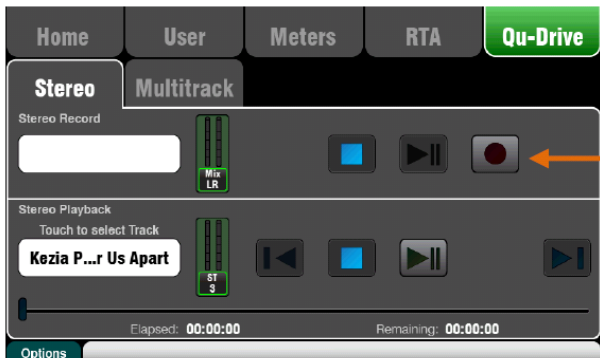 Home User Meters RTA Qu-Drive
Stereo Multitrack
Stereo Record
Mix
LR
Stereo Playback
Touch to select Track
Kezia P...r Us Apart
ST
3
Elapsed: 00:00:00 Remaining: 00:00:00
Options